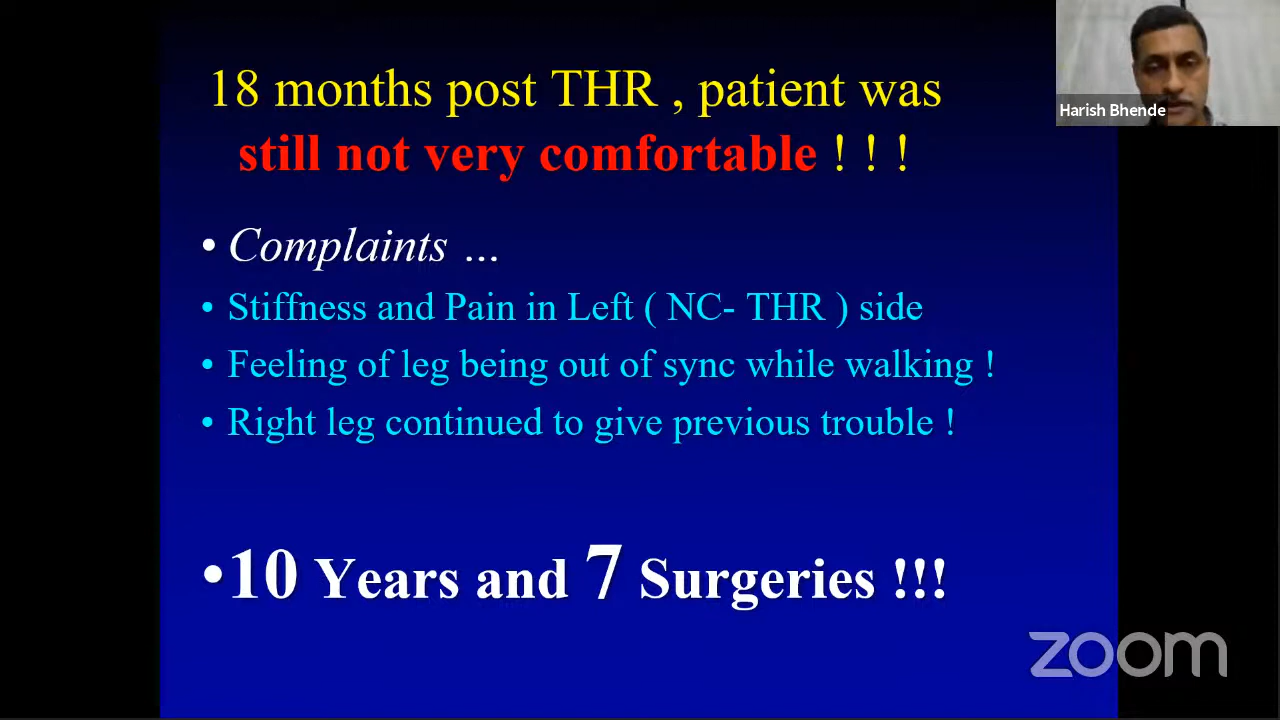 18 months post THR , patient was
still not very comfortable ! ! !
Harish Bhende
• Complaints …
• Stiffness and Pain in Left ( NC- THR ) side
• Feeling of leg being out of sync while walking !
• Right leg continued to give previous trouble !
•10 Years and 7 Surgeries !!!
zoom